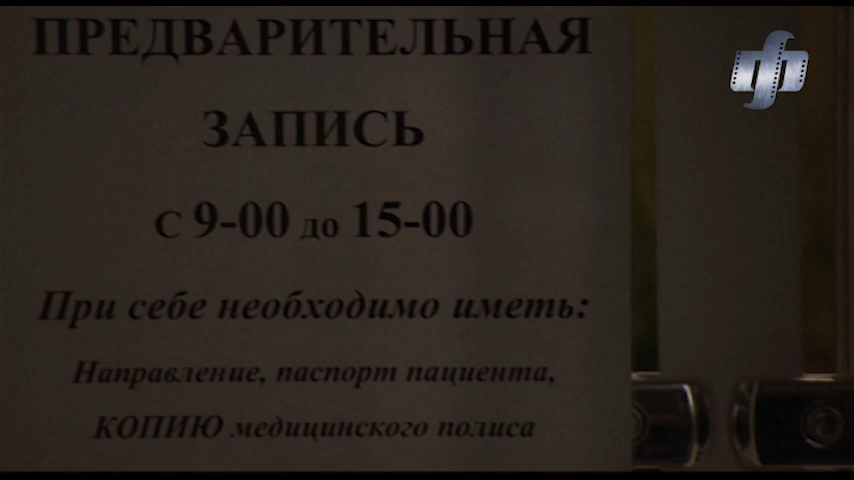 ПРЕДВАРИТЕЛЬНАЯ
ЗАПИСЬ
С 9-00 до 15-00
При себе необходимо иметь:
Направление, паспорт пациента,
КОПИЮ медицинского полиса